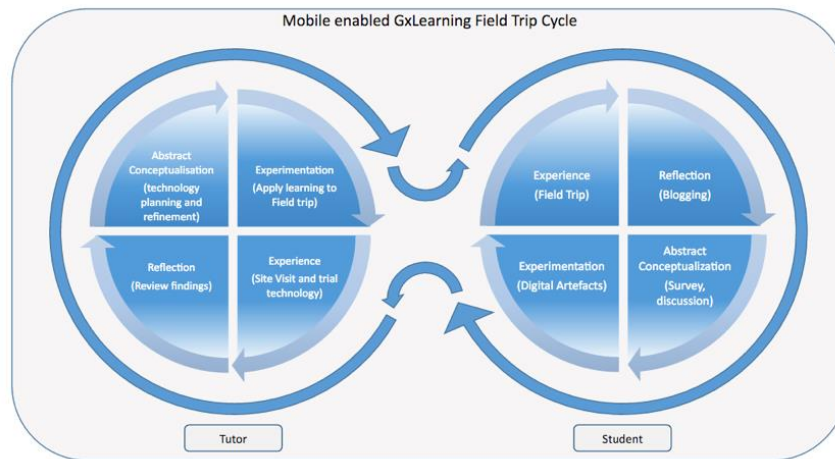 Mobile enabled GxLearning Field Trip Cycle
Abstract
Conceptualisation
(technology
planning and
refinement)
Experimentation
(Apply learning to
Field trip)
Reflection
(Review findings)
Experience
(Site Visit and trial
technology)
Experience
(Field Trip)
Reflection
(Blogging)
Experimentation
(Digital Artefacts)
Abstract
Conceptualization
(Survey,
discussion)
Tutor
Student